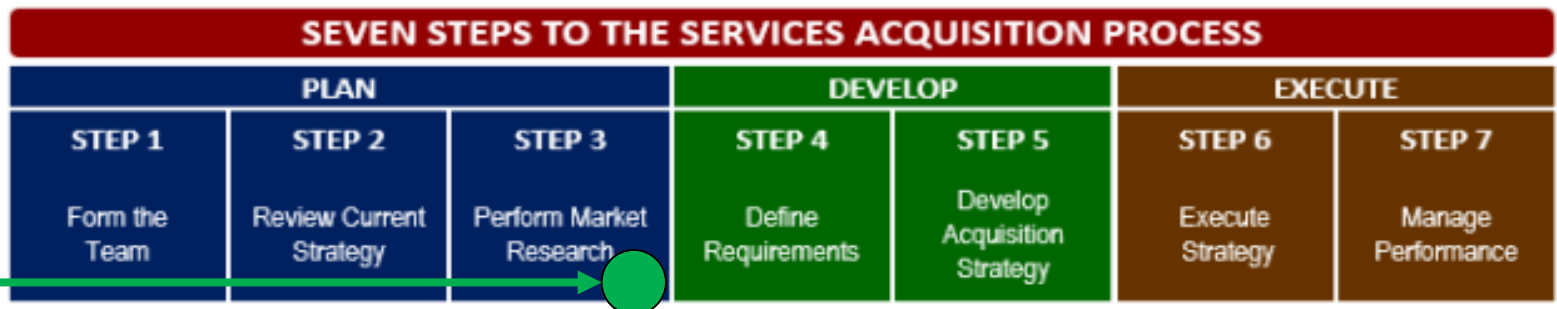 SEVEN STEPS TO THE SERVICES ACQUISITION PROCESS
PLAN
DEVELOP
EXECUTE
STEP 1
Form the
Team
STEP 2
Review Current
Strategy
STEP 3
Perform Market
Research
STEP 4
Define
Requirements
STEP 5
Develop
Acquisition
Strategy
STEP 6
Execute
Strategy
STEP 7
Manage
Performance